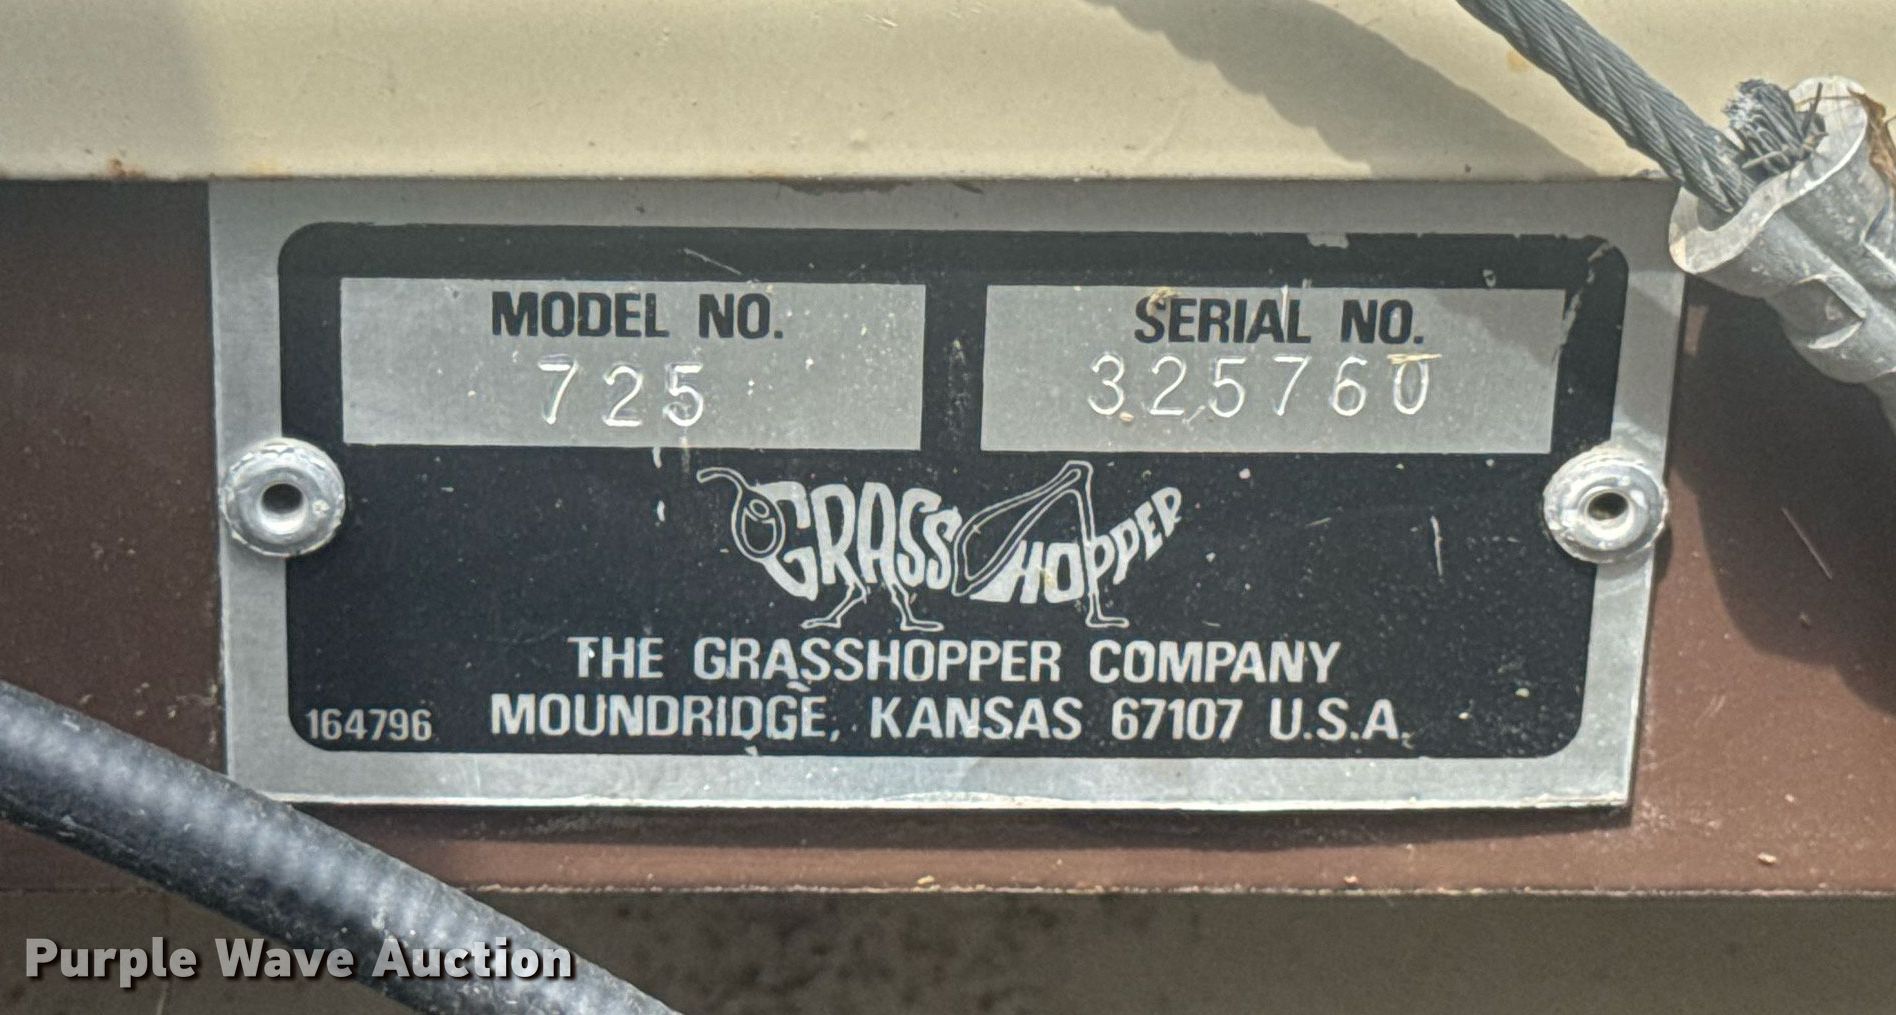 MODEL NO.
725
SERIAL NO.
325760
GRASSHOPPER
THE GRASSHOPPER COMPANY
MOUNDRIDGE, KANSAS 67107 U.S.A.
164796
Purple Wave Auction